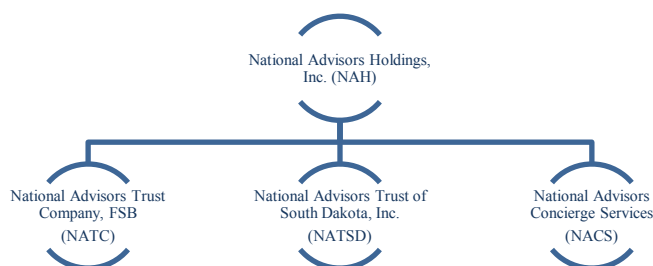 National Advisors Holdings,
Inc. (NAH)
National Advisors Trust
Company, FSB
(NATC)
National Advisors Trust of
South Dakota, Inc.
(NATSD)
National Advisors
Concierge Services
(NACS)